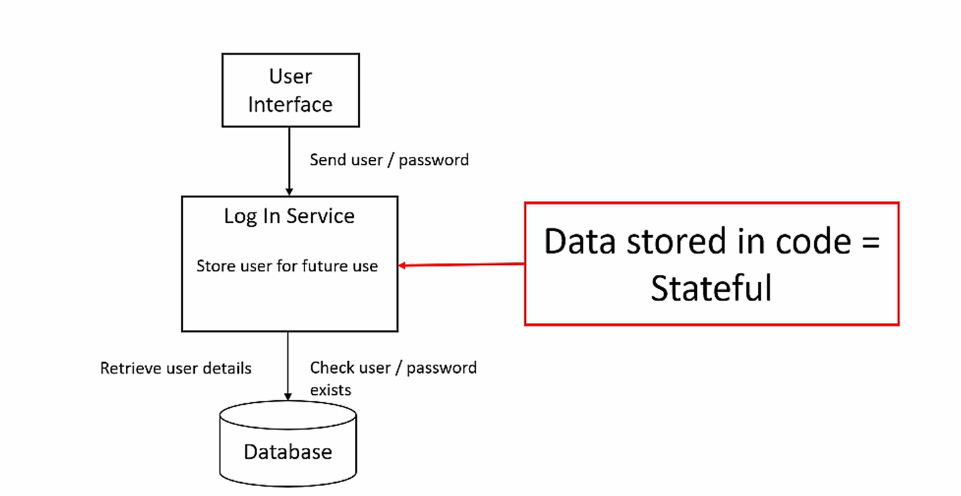 User
Interface
Send user / password
Log In Service
Store user for future use
Data stored in code =
Stateful
Retrieve user details
Check user / password
exists
Database